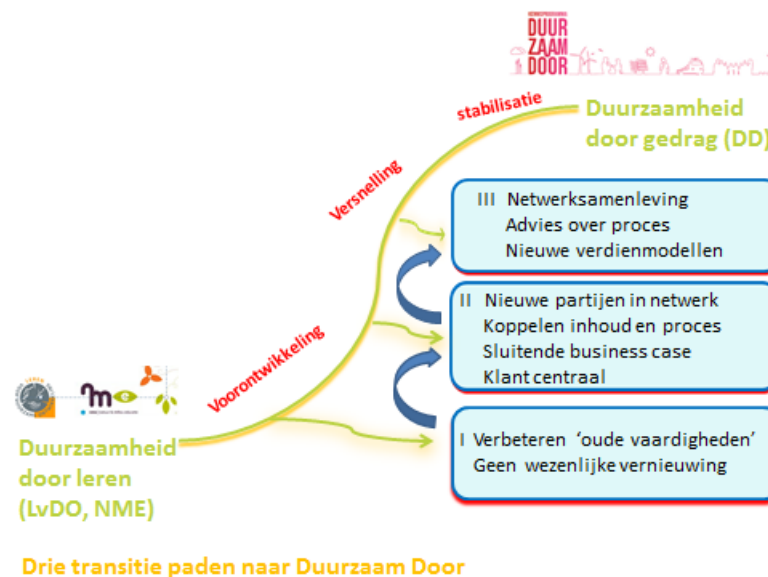 DUUR
ZAAM
DOOR
stabilisatie
Duurzaamheid
door gedrag (DD)
Versnelling
III Netwerksamenleving
Advies over proces
Nieuwe verdienmodellen
II Nieuwe partijen in netwerk
Koppelen inhoud en proces
Sluitende business case
Klant centraal
Voorontwikkeling
I Verbeteren ‘oude vaardigheden’
Geen wezenlijke vernieuwing
nme
Duurzaamheid
door leren
(LvDO, NME)
Drie transitie paden naar Duurzaam Door